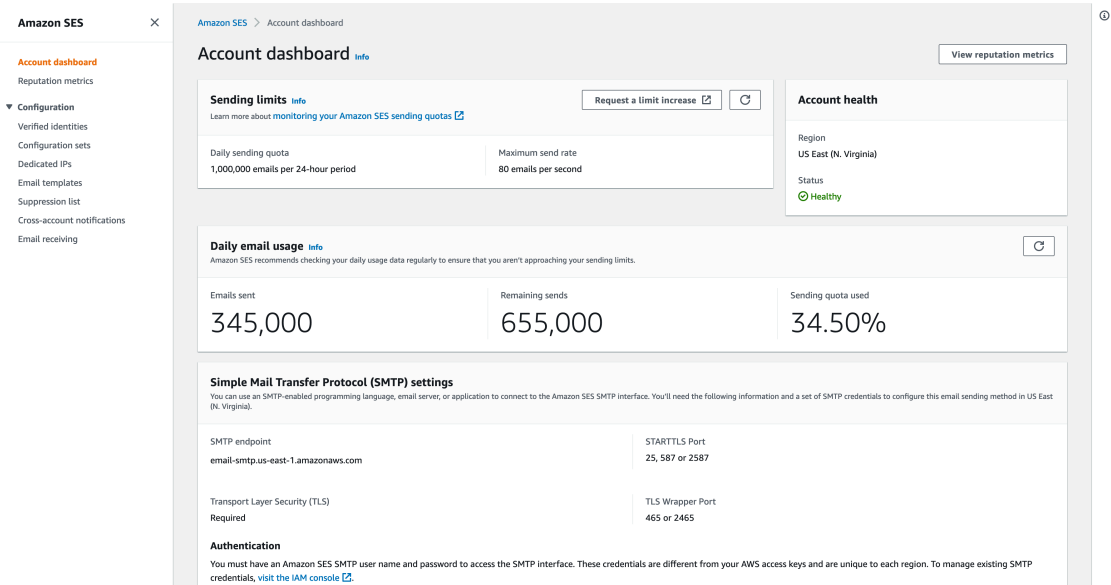 Amazon SES
Account dashboard
Reputation metrics
Configuration
Verified identities
Configuration sets
Dedicated IPs
Email templates
Suppression list
Cross-account notifications
Email receiving
Amazon SES > Account dashboard
Account dashboard Info
View reputation metrics
Sending limits Info
Learn more about monitoring your Amazon SES sending quotas
Request a limit increase
Daily sending quota
1,000,000 emails per 24-hour period
Maximum send rate
80 emails per second
Account health
Region
US East (N. Virginia)
Status
Healthy
Daily email usage Info
Amazon SES recommends checking your daily usage data regularly to ensure that you aren't approaching your sending limits.
Emails sent
345,000
Remaining sends
655,000
Sending quota used
34.50%
Simple Mail Transfer Protocol (SMTP) settings
You can use an SMTP-enabled programming language, email server, or application to connect to the Amazon SES SMTP interface. You'll need the following information and a set of SMTP credentials to configure this email sending method in US East
(N. Virginia).
SMTP endpoint
email-smtp.us-east-1.amazonaws.com
STARTTLS Port
25, 587 or 2587
Transport Layer Security (TLS)
Required
TLS Wrapper Port
465 or 2465
Authentication
You must have an Amazon SES SMTP user name and password to access the SMTP interface. These credentials are different from your AWS access keys and are unique to each region. To manage existing SMTP
credentials, visit the IAM console.